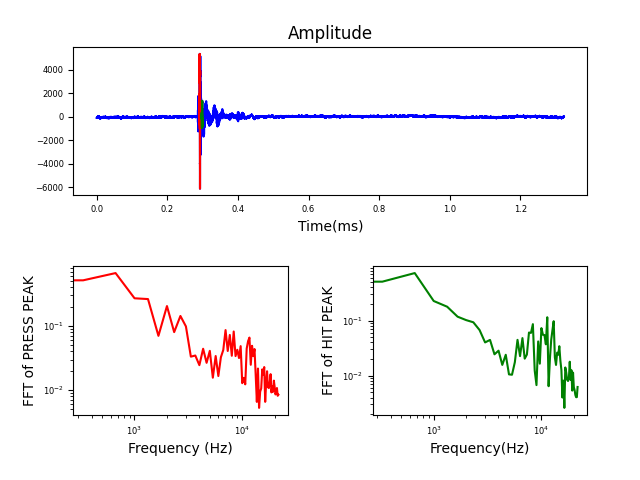 Amplitude
4000
2000
0
−2000
−4000
−6000
0.0 0.2 0.4 0.6 0.8 1.0 1.2
Time(ms)
FFT of PRESS PEAK
10⁻¹
10⁻²
10³ 10⁴
Frequency (Hz)
FFT of HIT PEAK
10⁻¹
10⁻²
10³ 10⁴
Frequency(Hz)